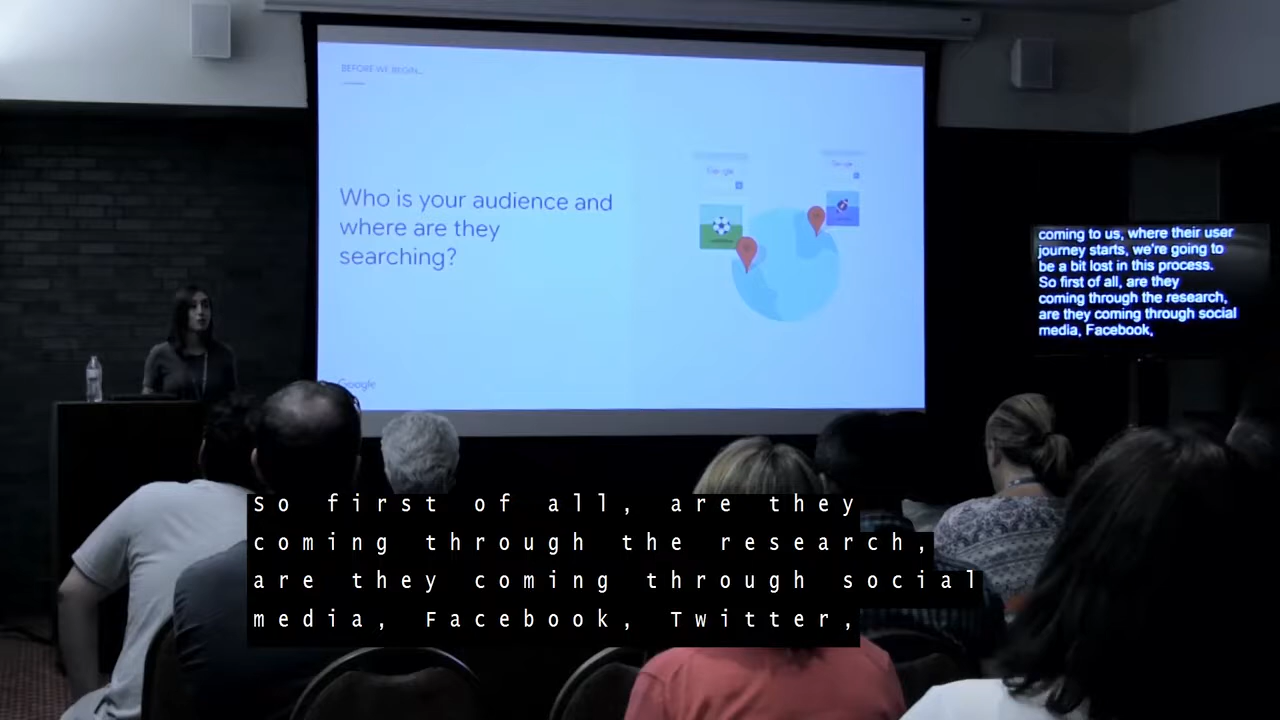 BEFORE WE BEGIN...
Who is your audience and
where are they
searching?
Google
Google
Google
coming to us, where their user
journey starts, we're going to
be a bit lost in this process.
So first of all, are they
coming through the research,
are they coming through social
media, Facebook,
So first of all, are they
coming through the research,
are they coming through social
media, Facebook, Twitter,